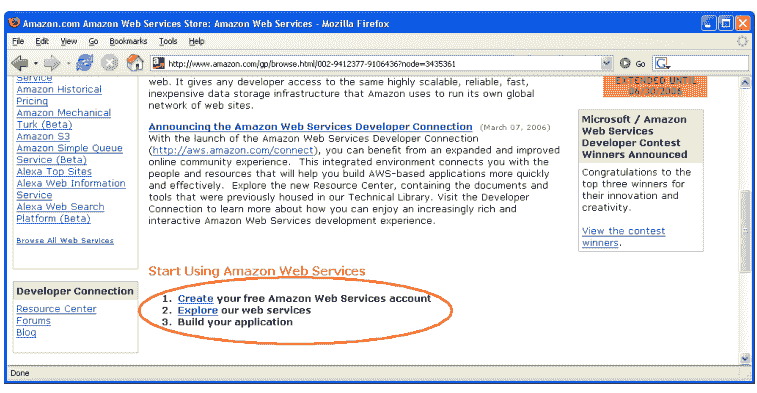 Amazon.com Amazon Web Services Store: Amazon Web Services - Mozilla Firefox
File Edit View Go Bookmarks Tools Help
http://www.amazon.com/gp/browse.html/002-9412377-9106436?node=3435361
Go
Service
Amazon Historical
Pricing
Amazon Mechanical
Turk (Beta)
Amazon S3
Amazon Simple Queue
Service (Beta)
Alexa Top Sites
Alexa Web Information
Service
Alexa Web Search
Platform (Beta)
Browse All Web Services
Developer Connection
Resource Center
Forums
Blog
web. It gives any developer access to the same highly scalable, reliable, fast,
inexpensive data storage infrastructure that Amazon uses to run its own global
network of web sites.
Announcing the Amazon Web Services Developer Connection (March 07, 2006)
With the launch of the Amazon Web Services Developer Connection
(http://aws.amazon.com/connect), you can benefit from an expanded and improved
online community experience. This integrated environment connects you with the
people and resources that will help you build AWS-based applications more quickly
and effectively. Explore the new Resource Center, containing the documents and
tools that were previously housed in our Technical Library. Visit the Developer
Connection to learn more about how you can enjoy an increasingly rich and
interactive Amazon Web Services development experience.
Start Using Amazon Web Services
1. Create your free Amazon Web Services account
2. Explore our web services
3. Build your application
EXTENDED UNTIL
Microsoft / Amazon
Web Services
Developer Contest
Winners Announced
Congratulations to the
top three winners for
their innovation and
creativity.
View the contest
winners.
Done